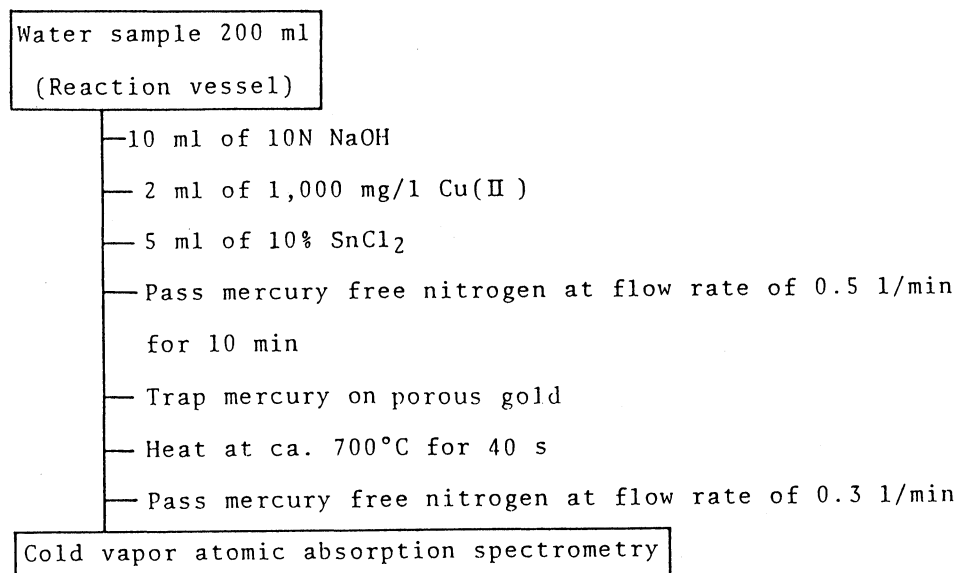 Water sample 200 ml
(Reaction vessel)
10 ml of 10N NaOH
2 ml of 1,000 mg/l Cu(Ⅱ )
5 ml of 10% SnCl₂
Pass mercury free nitrogen at flow rate of 0.5 l/min
for 10 min
Trap mercury on porous gold
Heat at ca. 700°C for 40 s
Pass mercury free nitrogen at flow rate of 0.3 l/min
Cold vapor atomic absorption spectrometry